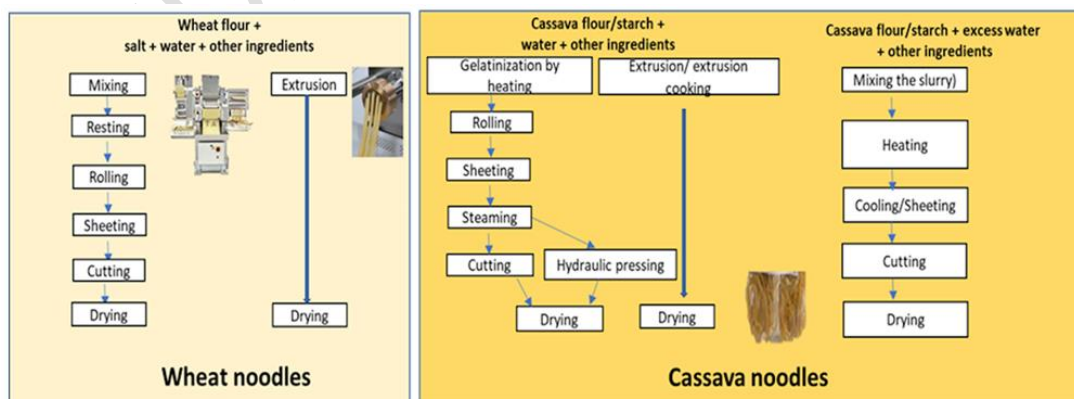 Wheat flour +
salt + water + other ingredients
Mixing
Resting
Rolling
Sheeting
Cutting
Drying
Extrusion
Drying
Wheat noodles
Cassava flour/starch +
water + other ingredients
Gelatinization by
heating
Rolling
Sheeting
Steaming
Cutting
Hydraulic pressing
Drying
Extrusion/ extrusion
cooking
Drying
Cassava flour/starch + excess water
+ other ingredients
Mixing the slurry)
Heating
Cooling/Sheeting
Cutting
Drying
Cassava noodles